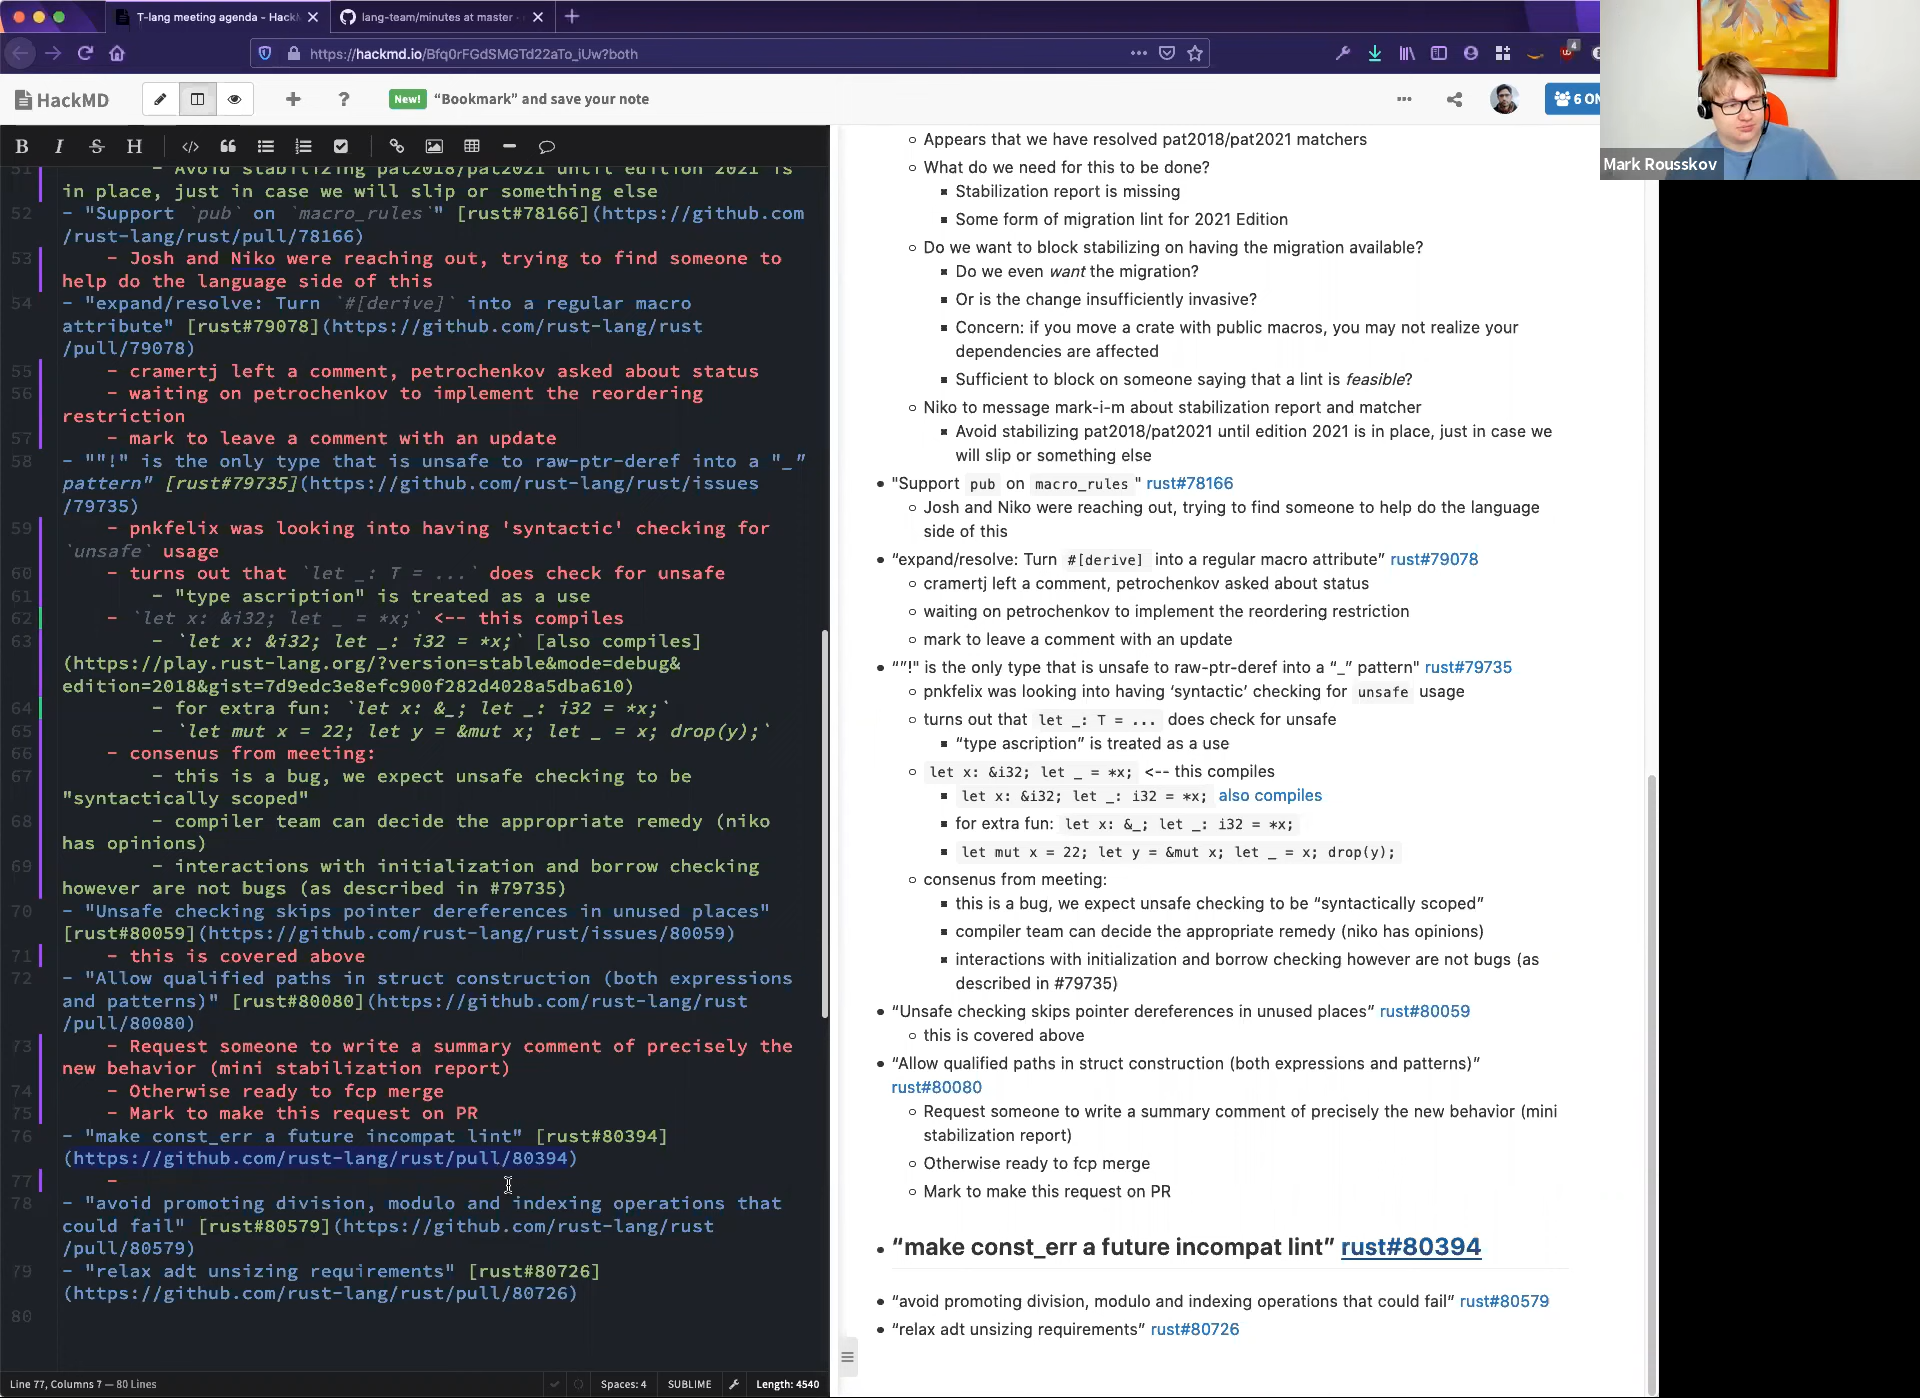 T-lang meeting agenda - Hack
lang-team/minutes at master
https://hackmd.io/Bfq0rFGdSMGTd22aTo_iUw?both
4
HackMD
New! “Bookmark” and save your note
6 ON
Mark Rousskov
51 - Avoid stabilizing pat2018/pat2021 until edition 2021 is
in place, just in case we will slip or something else
52 - "Support `pub` on `macro_rules`" [rust#78166](https://github.com
/rust-lang/rust/pull/78166)
53 - Josh and Niko were reaching out, trying to find someone to
help do the language side of this
54 - "expand/resolve: Turn `#[derive]` into a regular macro
attribute" [rust#79078](https://github.com/rust-lang/rust
/pull/79078)
55 - cramertj left a comment, petrochenkov asked about status
56 - waiting on petrochenkov to implement the reordering
restriction
57 - mark to leave a comment with an update
58 - ""!" is the only type that is unsafe to raw-ptr-deref into a "_"
pattern" [rust#79735](https://github.com/rust-lang/rust/issues
/79735)
59 - pnkfelix was looking into having 'syntactic' checking for
`unsafe` usage
60 - turns out that `let _: T = ...` does check for unsafe
61 - "type ascription" is treated as a use
62 - `let x: &i32; let _ = *x;` <-- this compiles
63 - `let x: &i32; let _: i32 = *x;` [also compiles]
(https://play.rust-lang.org/?version=stable&mode=debug&
edition=2018&gist=7d9edc3e8efc900f282d4028a5dba610)
64 - for extra fun: `let x: &_; let _: i32 = *x;`
65 - `let mut x = 22; let y = &mut x; let _ = x; drop(y);`
66 - consenus from meeting:
67 - this is a bug, we expect unsafe checking to be
"syntactically scoped"
68 - compiler team can decide the appropriate remedy (niko
has opinions)
69 - interactions with initialization and borrow checking
however are not bugs (as described in #79735)
70 - "Unsafe checking skips pointer dereferences in unused places"
[rust#80059](https://github.com/rust-lang/rust/issues/80059)
71 - this is covered above
72 - "Allow qualified paths in struct construction (both expressions
and patterns)" [rust#80080](https://github.com/rust-lang/rust
/pull/80080)
73 - Request someone to write a summary comment of precisely the
new behavior (mini stabilization report)
74 - Otherwise ready to fcp merge
75 - Mark to make this request on PR
76 - "make const_err a future incompat lint" [rust#80394]
(https://github.com/rust-lang/rust/pull/80394)
77 -
78 - "avoid promoting division, modulo and indexing operations that
could fail" [rust#80579](https://github.com/rust-lang/rust
/pull/80579)
79 - "relax adt unsizing requirements" [rust#80726]
(https://github.com/rust-lang/rust/pull/80726)
80
Line 77, Columns 7 — 80 Lines
Spaces: 4 SUBLINE Length: 4540
Appears that we have resolved pat2018/pat2021 matchers
What do we need for this to be done?
Stabilization report is missing
Some form of migration lint for 2021 Edition
Do we want to block stabilizing on having the migration available?
Do we even want the migration?
Or is the change insufficiently invasive?
Concern: if you move a crate with public macros, you may not realize your
dependencies are affected
Sufficient to block on someone saying that a lint is feasible?
Niko to message mark-i-m about stabilization report and matcher
Avoid stabilizing pat2018/pat2021 until edition 2021 is in place, just in case we
will slip or something else
"Support pub on macro_rules " rust#78166
Josh and Niko were reaching out, trying to find someone to help do the language
side of this
“expand/resolve: Turn #[derive] into a regular macro attribute” rust#79078
cramertj left a comment, petrochenkov asked about status
waiting on petrochenkov to implement the reordering restriction
mark to leave a comment with an update
“”!" is the only type that is unsafe to raw-ptr-deref into a “_” pattern" rust#79735
pnkfelix was looking into having ‘syntactic’ checking for unsafe usage
turns out that let _: T = ... does check for unsafe
“type ascription” is treated as a use
let x: &i32; let _ = *x; <-- this compiles
let x: &i32; let _: i32 = *x; also compiles
for extra fun: let x: &_; let _: i32 = *x;
let mut x = 22; let y = &mut x; let _ = x; drop(y);
consenus from meeting:
this is a bug, we expect unsafe checking to be “syntactically scoped”
compiler team can decide the appropriate remedy (niko has opinions)
interactions with initialization and borrow checking however are not bugs (as
described in #79735)
“Unsafe checking skips pointer dereferences in unused places” rust#80059
this is covered above
“Allow qualified paths in struct construction (both expressions and patterns)”
rust#80080
Request someone to write a summary comment of precisely the new behavior (mini
stabilization report)
Otherwise ready to fcp merge
Mark to make this request on PR
“make const_err a future incompat lint” rust#80394
“avoid promoting division, modulo and indexing operations that could fail” rust#80579
“relax adt unsizing requirements” rust#80726